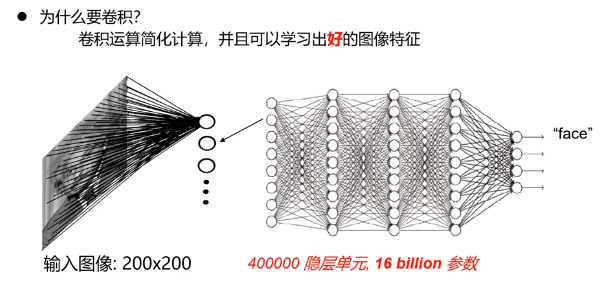 ● 为什么要卷积?
卷积运算简化计算，并且可以学习出好的图像特征
“face”
输入图像: 200x200
400000 隐层单元, 16 billion 参数